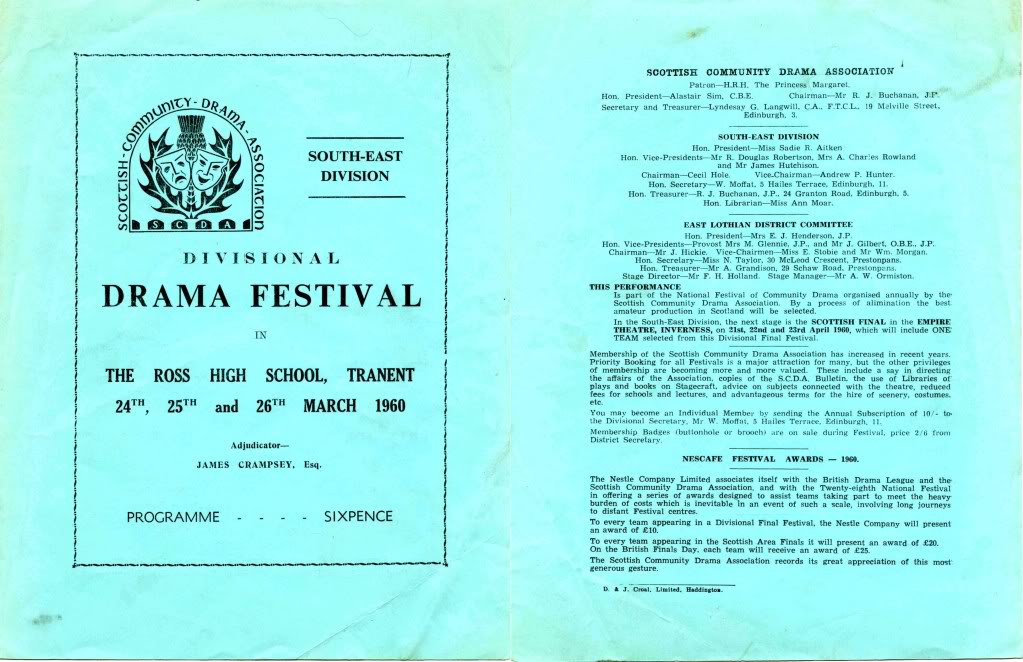 SCOTTISH-COMMUNITY-DRAMA-ASSOCIATION
S C D A
SOUTH-EAST
DIVISION
DIVISIONAL
DRAMA FESTIVAL
IN
THE ROSS HIGH SCHOOL, TRANENT
24TH, 25TH and 26TH MARCH 1960
Adjudicator—
JAMES CRAMPSEY, Esq.
PROGRAMME - - - - SIXPENCE
SCOTTISH COMMUNITY DRAMA ASSOCIATION
Patron—H.R.H. The Princess Margaret.
Hon. President—Alastair Sim, C.B.E. Chairman—Mr R. J. Buchanan, J.P.
Secretary and Treasurer—Lyndesay G. Langwill, C.A., F.T.C.L., 19 Melville Street,
Edinburgh, 3.
SOUTH-EAST DIVISION
Hon. President—Miss Sadie R. Aitken
Hon. Vice-Presidents—Mr R. Douglas Robertson, Mrs A. Charles Rowland
and Mr James Hutchison.
Chairman—Cecil Hole. Vice-Chairman—Andrew P. Hunter.
Hon. Secretary—W. Moffat, 5 Hailes Terrace, Edinburgh, 11.
Hon. Treasurer—R. J. Buchanan, J.P., 24 Granton Road, Edinburgh, 5.
Hon. Librarian—Miss Ann Moar.
EAST LOTHIAN DISTRICT COMMITTEE
Hon. President—Mrs E. J. Henderson, J.P.
Hon. Vice-Presidents—Provost Mrs M. Glennie, J.P., and Mr J. Gilbert, O.B.E., J.P.
Chairman—Mr J. Hickie. Vice-Chairmen—Miss E. Stobie and Mr Wm. Morgan.
Hon. Secretary—Miss N. Taylor, 30 McLeod Crescent, Prestonpans.
Hon. Treasurer—Mr A. Grandison, 29 Schaw Road, Prestonpans.
Stage Director—Mr F. H. Holland. Stage Manager—Mr A. W. Ormiston.
THIS PERFORMANCE
Is part of the National Festival of Community Drama organised annually by the
Scottish Community Drama Association. By a process of alimination the best
amateur production in Scotland will be selected.
In the South-East Division, the next stage is the SCOTTISH FINAL in the EMPIRE
THEATRE, INVERNESS, on 21st, 22nd and 23rd April 1960, which will include ONE
TEAM selected from this Divisional Final Festival.
Membership of the Scottish Community Drama Association has increased in recent years.
Priority Booking for all Festivals is a major attraction for many, but the other privileges
of membership are becoming more and more valued. These include a say in directing
the affairs of the Association, copies of the S.C.D.A. Bulletin, the use of Libraries of
plays and books on Stagecraft, advice on subjects connected with the theatre, reduced
fees for schools and lectures, and advantageous terms for the hire of scenery, costumes,
etc.
You may become an Individual Member by sending the Annual Subscription of 10/- to
the Divisional Secretary, Mr W. Moffat, 5 Hailes Terrace, Edinburgh, 11.
Membership Badges (buttonhole or brooch) are on sale during Festival, price 2/6 from
District Secretary.
NESCAFE FESTIVAL AWARDS — 1960.
The Nestle Company Limited associates itself with the British Drama League and the
Scottish Community Drama Association, and with the Twenty-eighth National Festival
in offering a series of awards designed to assist teams taking part to meet the heavy
burden of costs which is inevitable in an event of such a scale, involving long journeys
to distant Festival centres.
To every team appearing in a Divisional Final Festival, the Nestle Company will present
an award of £10.
To every team appearing in the Scottish Area Finals it will present an award of £20.
On the British Finals Day, each team will receive an award of £25.
The Scottish Community Drama Association records its great appreciation of this most
generous gesture.
D. & J. Croal, Limited, Haddington.